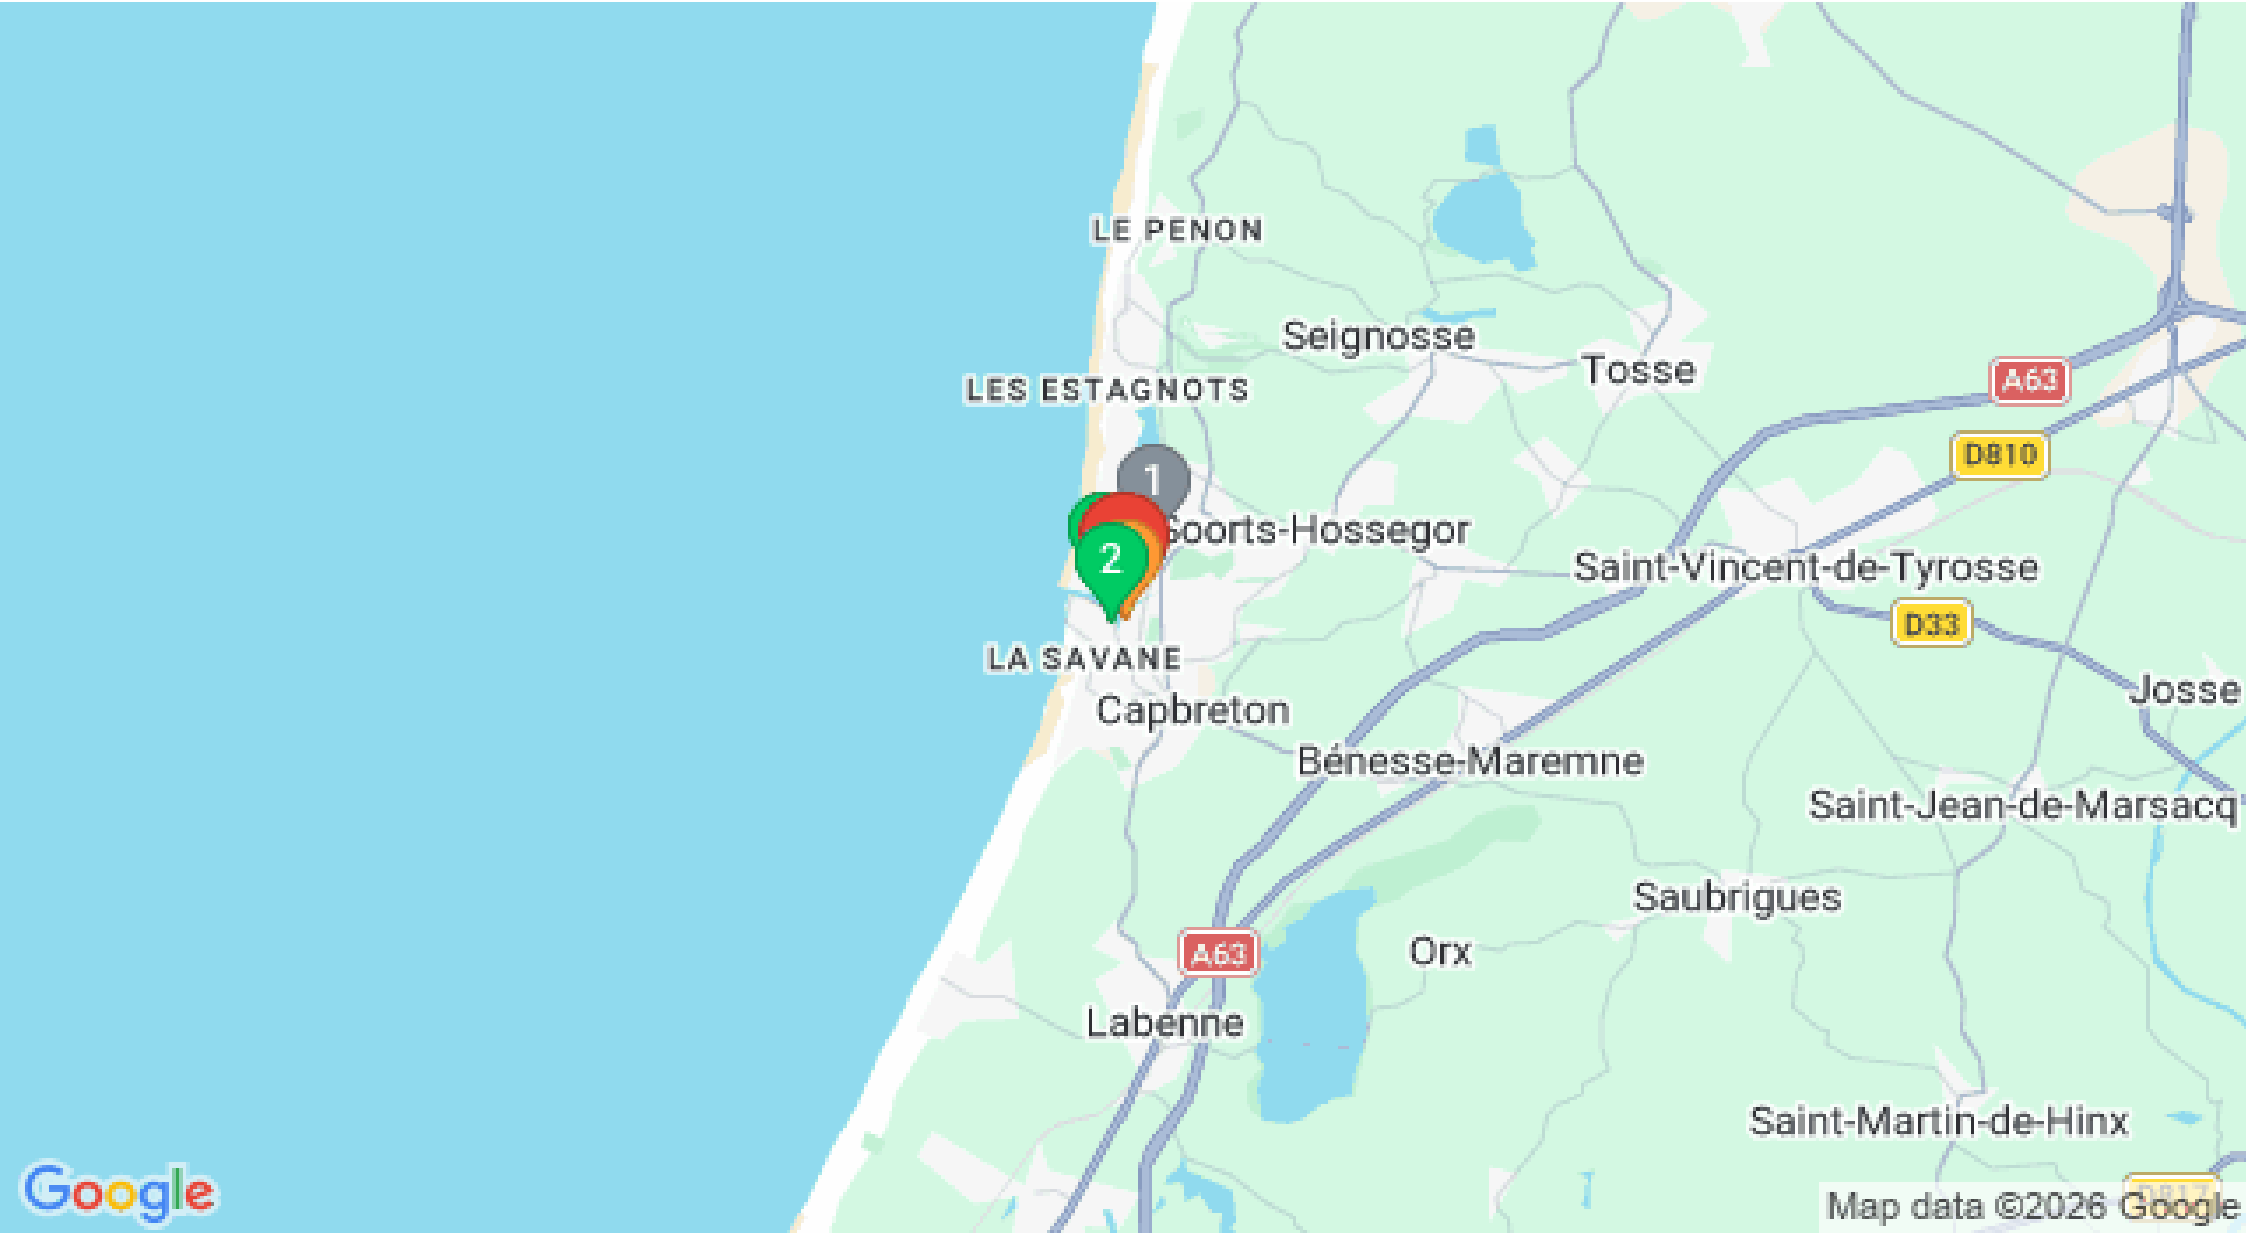 LE PENON
Seignosse
Tosse
A63
LES ESTAGNOTS
D810
1
Soorts-Hossegor
2
Saint-Vincent-de-Tyrosse
D33
LA SAVANE
Josse
Capbreton
Bénesse-Maremne
Saint-Jean-de-Marsacq
Saubrigues
Orx
A63
Labenne
Saint-Martin-de-Hinx
Google
D817
Map data ©2026 Google